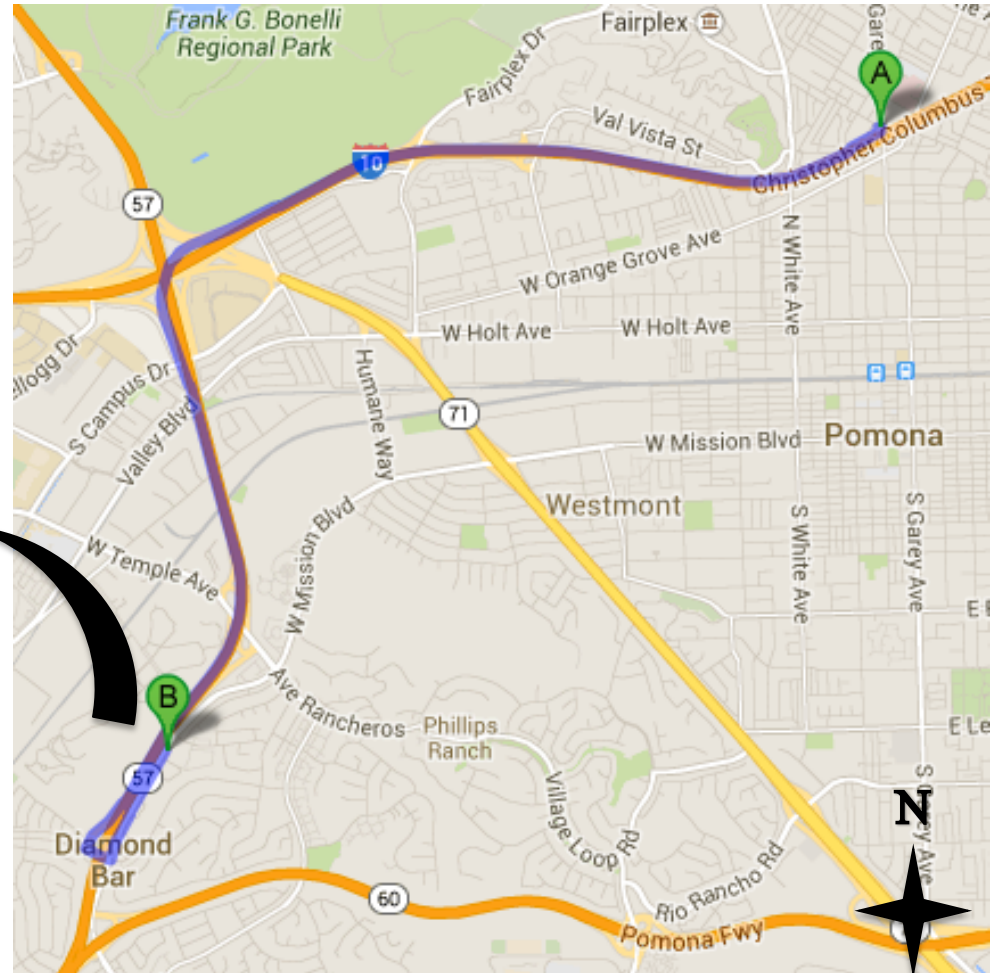 Frank G. Bonelli
Regional Park
Fairplex
Gare
A
Fairplex Dr
Val Vista St
Christopher Columbus
10
57
N White Ave
W Orange Grove Ave
W Holt Ave
W Holt Ave
ellogg Dr
S Campus Dr
Valley Blvd
Humane Way
71
W Mission Blvd
Pomona
Westmont
W Mission Blvd
S White Ave
S Garey Ave
W Temple Ave
B
Ave Rancheros
Phillips
Ranch
E Le
57
Village Loop Rd
N
Diamond
Bar
60
Rio Rancho Rd
Pomona Fwy